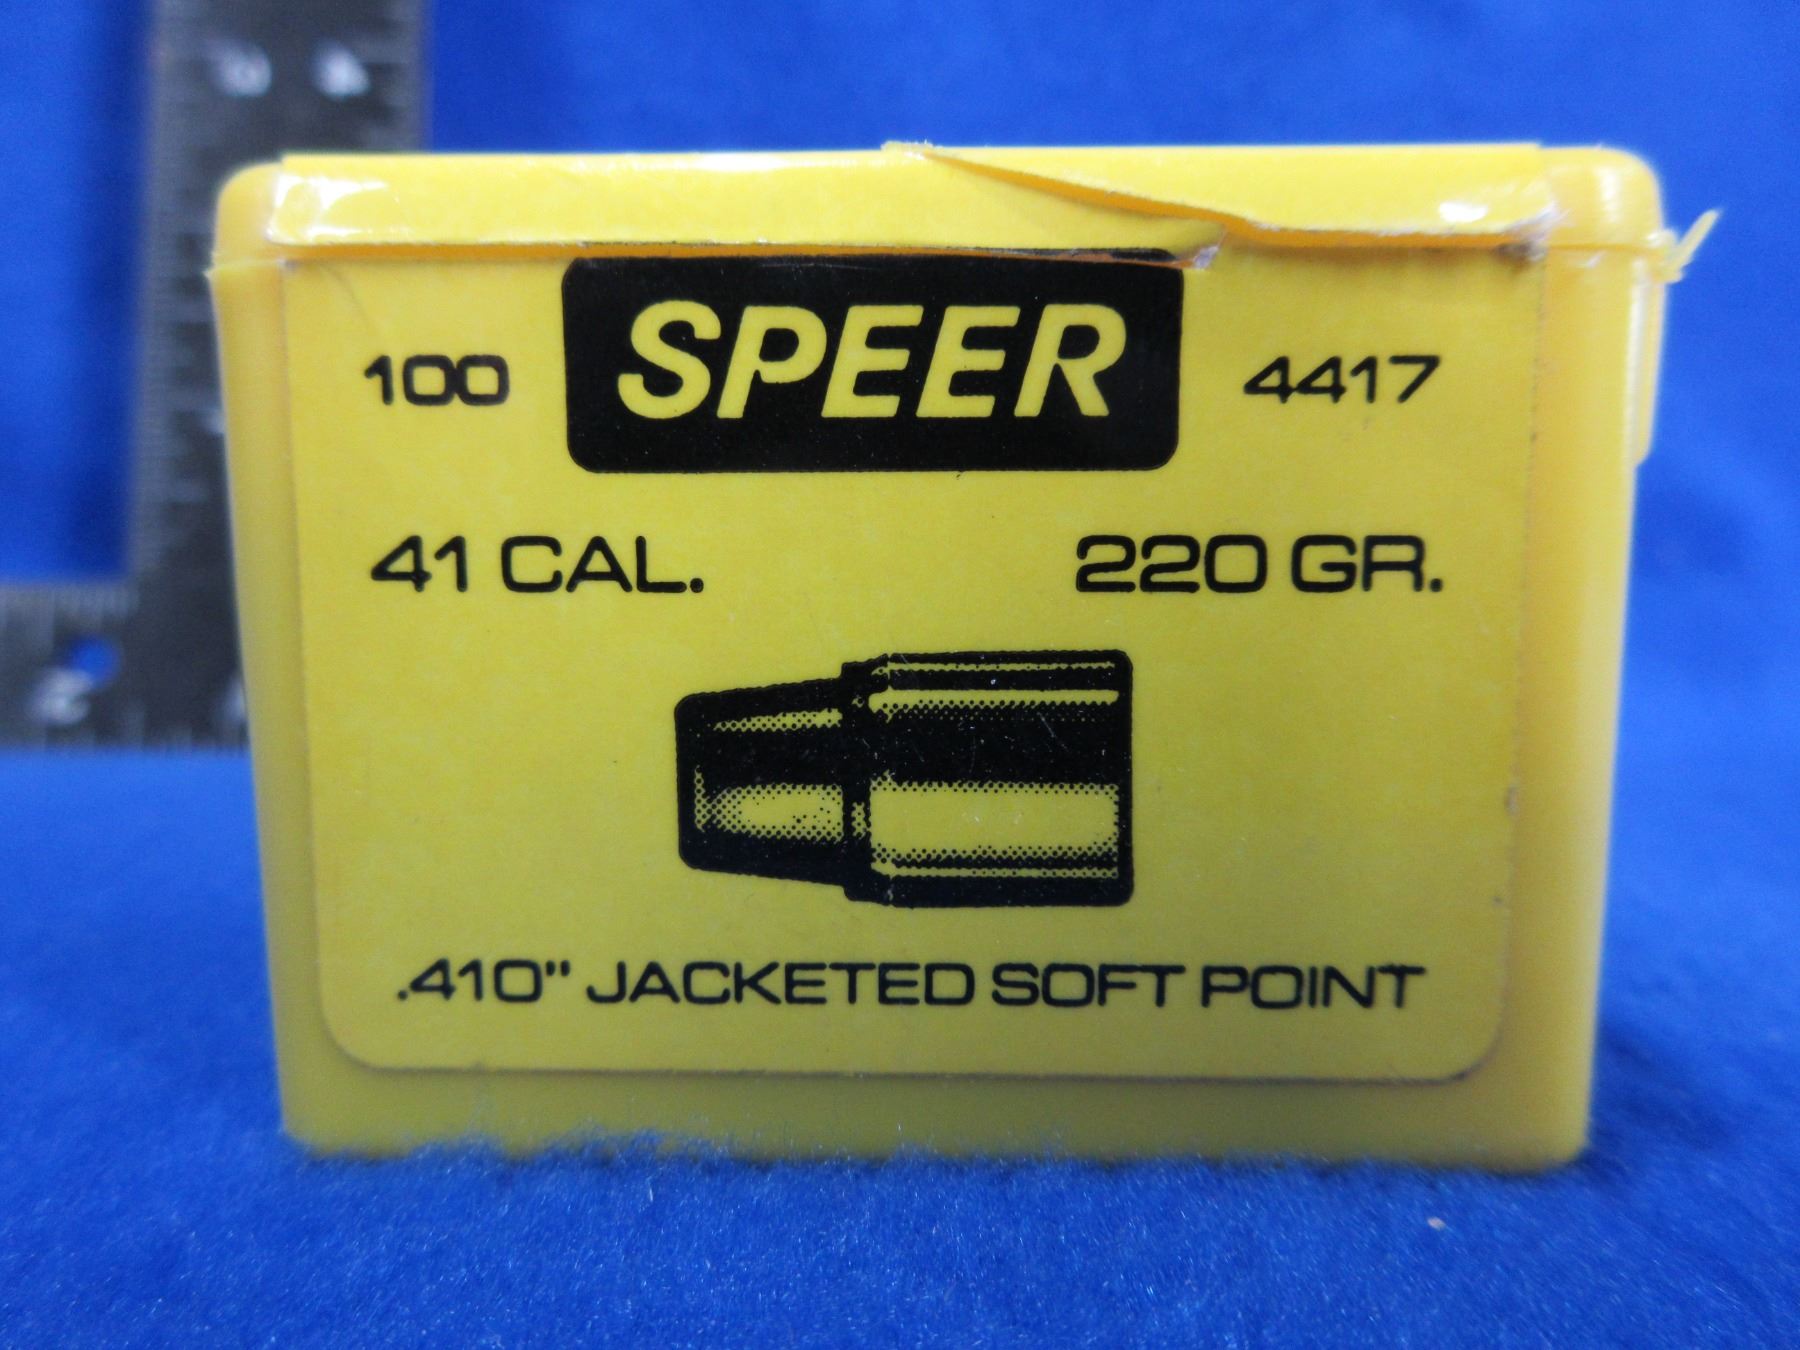 100 SPEER 4417
41 CAL. 220 GR.
.410" JACKETED SOFT POINT